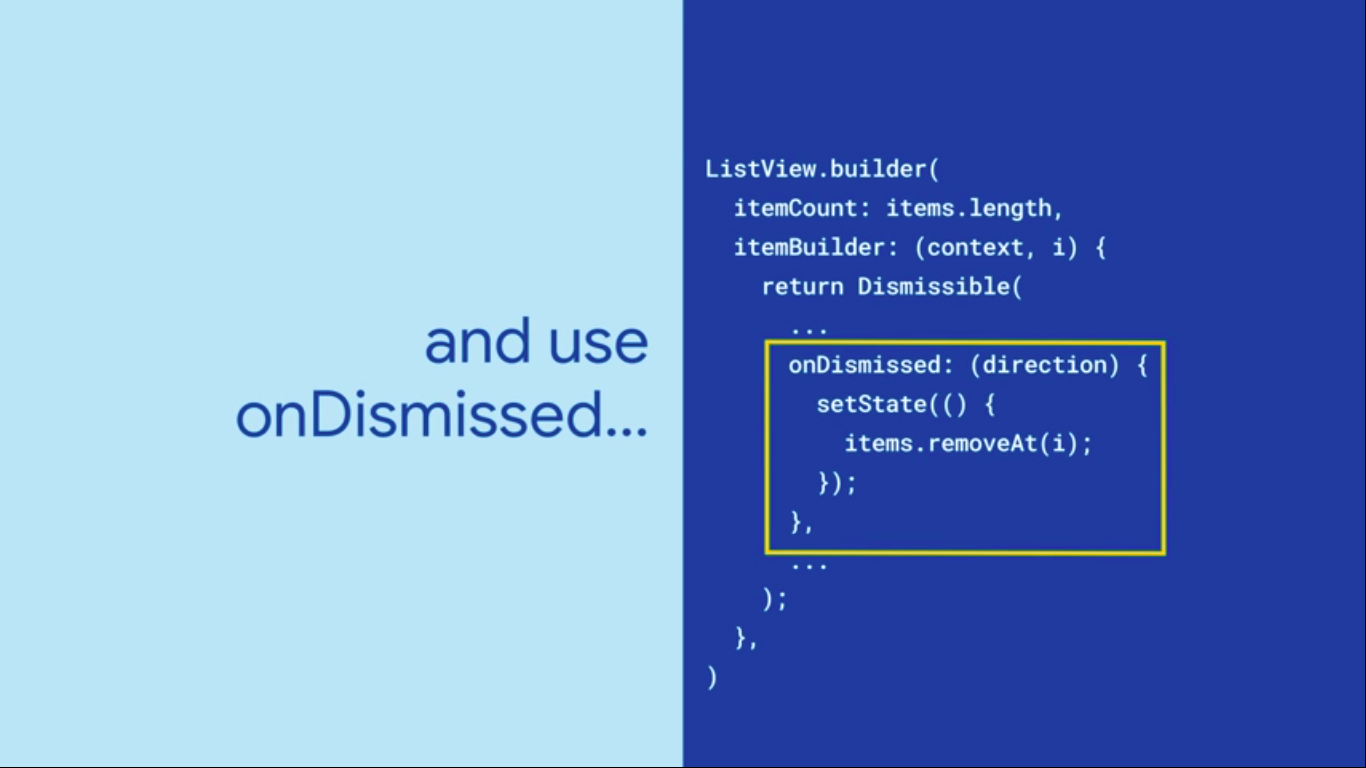 and use
onDismissed...
ListView.builder(
  itemCount: items.length,
  itemBuilder: (context, i) {
    return Dismissible(
      ...
      onDismissed: (direction) {
        setState(() {
          items.removeAt(i);
        });
      },
      ...
    );
  },
)